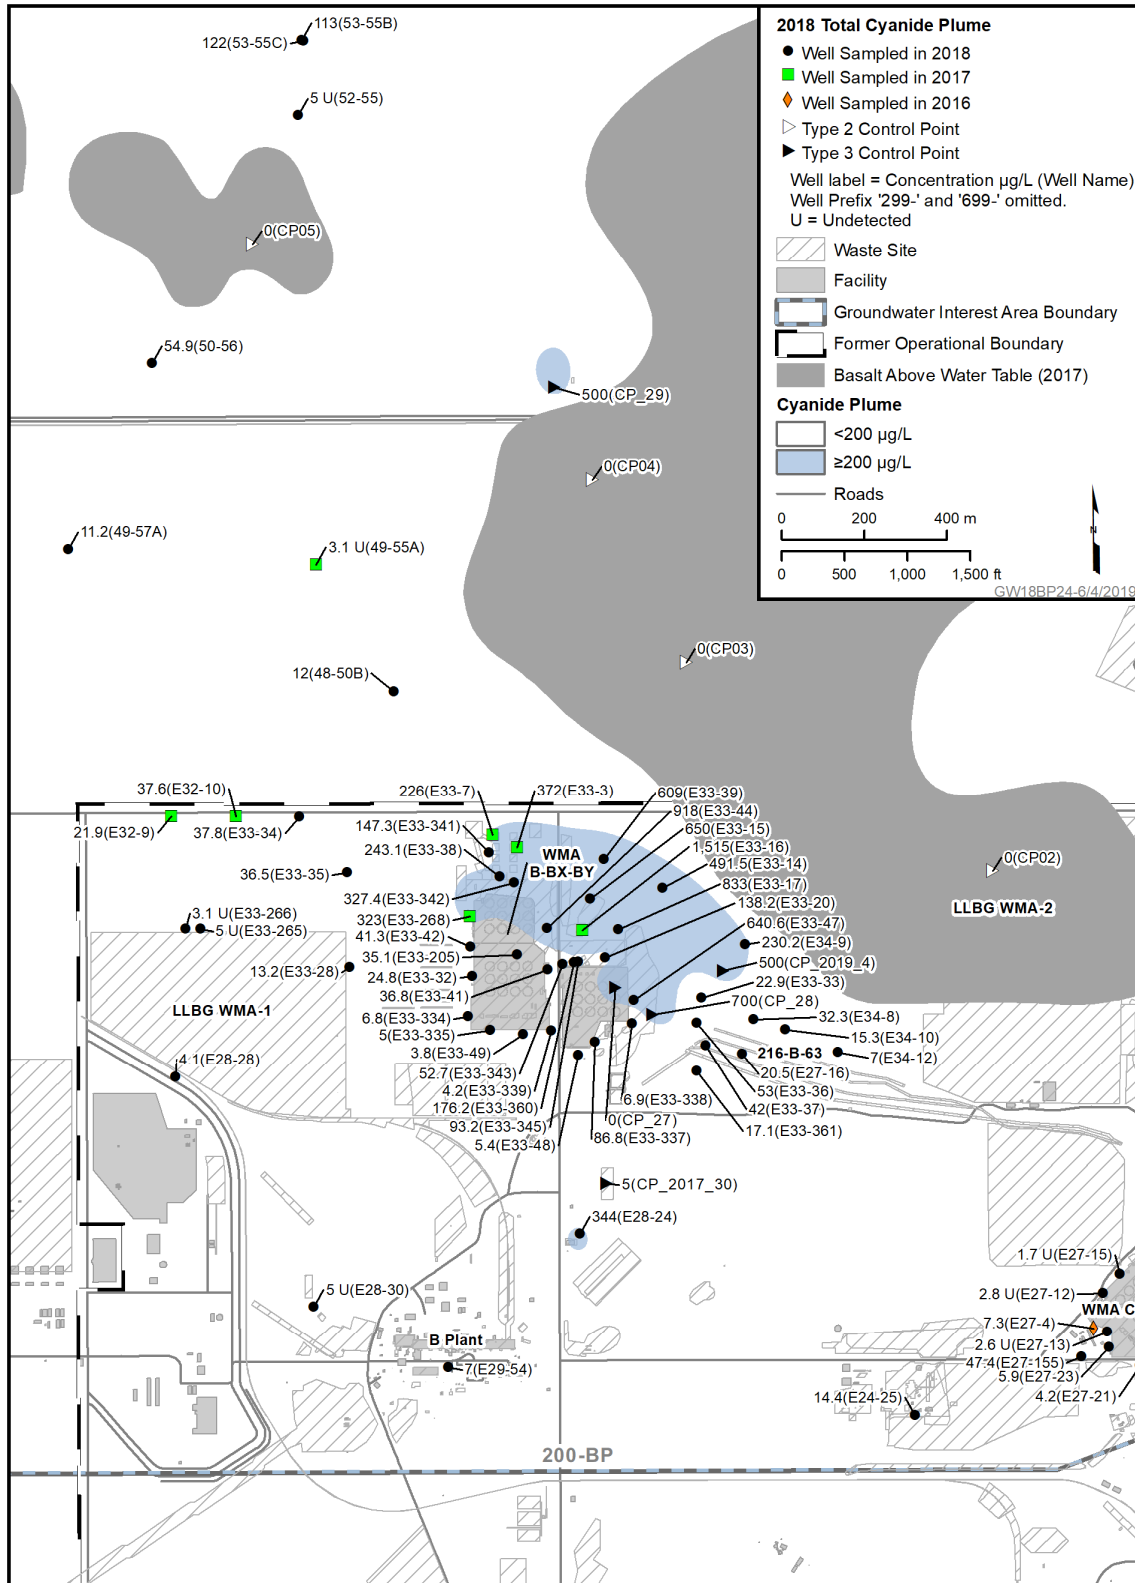 113(53-55B)
122(53-55C)
5 U(52-55)
0(CP05)
54.9(50-56)
500(CP_29)
0(CP04)
11.2(49-57A)
3.1 U(49-55A)
0(CP03)
12(48-50B)
2018 Total Cyanide Plume
Well Sampled in 2018
Well Sampled in 2017
Well Sampled in 2016
Type 2 Control Point
Type 3 Control Point
Well label = Concentration µg/L (Well Name)
Well Prefix '299-' and '699-' omitted.
U = Undetected
Waste Site
Facility
Groundwater Interest Area Boundary
Former Operational Boundary
Basalt Above Water Table (2017)
Cyanide Plume
<200 µg/L
≥200 µg/L
Roads
0 200 400 m
0 500 1,000 1,500 ft
N
GW18BP24-6/4/2019
37.6(E32-10)
21.9(E32-9)
37.8(E33-34)
226(E33-7)
372(E33-3)
609(E33-39)
918(E33-44)
147.3(E33-341)
650(E33-15)
243.1(E33-38)
1,515(E33-16)
WMA
B-BX-BY
491.5(E33-14)
0(CP02)
36.5(E33-35)
833(E33-17)
327.4(E33-342)
138.2(E33-20)
LLBG WMA-2
3.1 U(E33-266)
323(E33-268)
640.6(E33-47)
5 U(E33-265)
41.3(E33-42)
230.2(E34-9)
35.1(E33-205)
500(CP_2019_4)
13.2(E33-28)
24.8(E33-32)
22.9(E33-33)
36.8(E33-41)
700(CP_28)
LLBG WMA-1
6.8(E33-334)
32.3(E34-8)
5(E33-335)
15.3(E34-10)
3.8(E33-49)
216-B-63
7(E34-12)
4.1(E28-28)
52.7(E33-343)
20.5(E27-16)
4.2(E33-339)
53(E33-36)
176.2(E33-360)
6.9(E33-338)
42(E33-37)
93.2(E33-345)
0(CP_27)
17.1(E33-361)
5.4(E33-48)
86.8(E33-337)
5(CP_2017_30)
344(E28-24)
1.7 U(E27-15)
5 U(E28-30)
2.8 U(E27-12)
WMA C
7.3(E27-4)
B Plant
2.6 U(E27-13)
47.4(E27-155)
7(E29-54)
5.9(E27-23)
14.4(E24-25)
4.2(E27-21)
200-BP